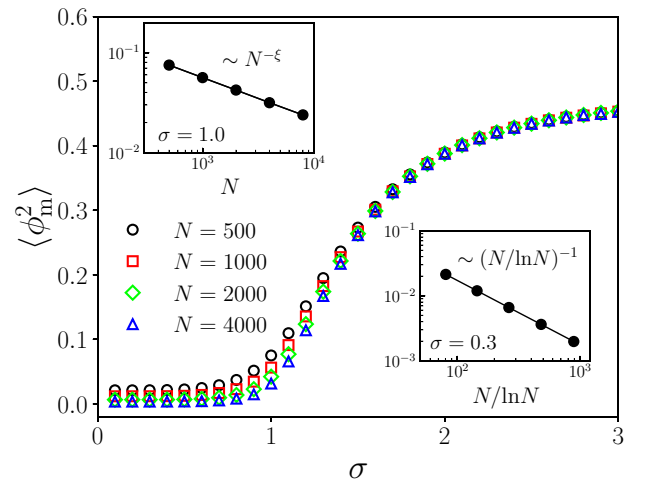 0.6
0.5
0.4
0.3
0.2
0.1
0.0
⟨ϕ²ₘ⟩
0 1 2 3
σ
10⁻¹
10⁻²
∼ N^{−ξ}
σ = 1.0
10³ 10⁴
N
N = 500
N = 1000
N = 2000
N = 4000
10⁻¹
10⁻²
10⁻³
∼ (N/lnN)⁻¹
σ = 0.3
10² 10³
N/lnN